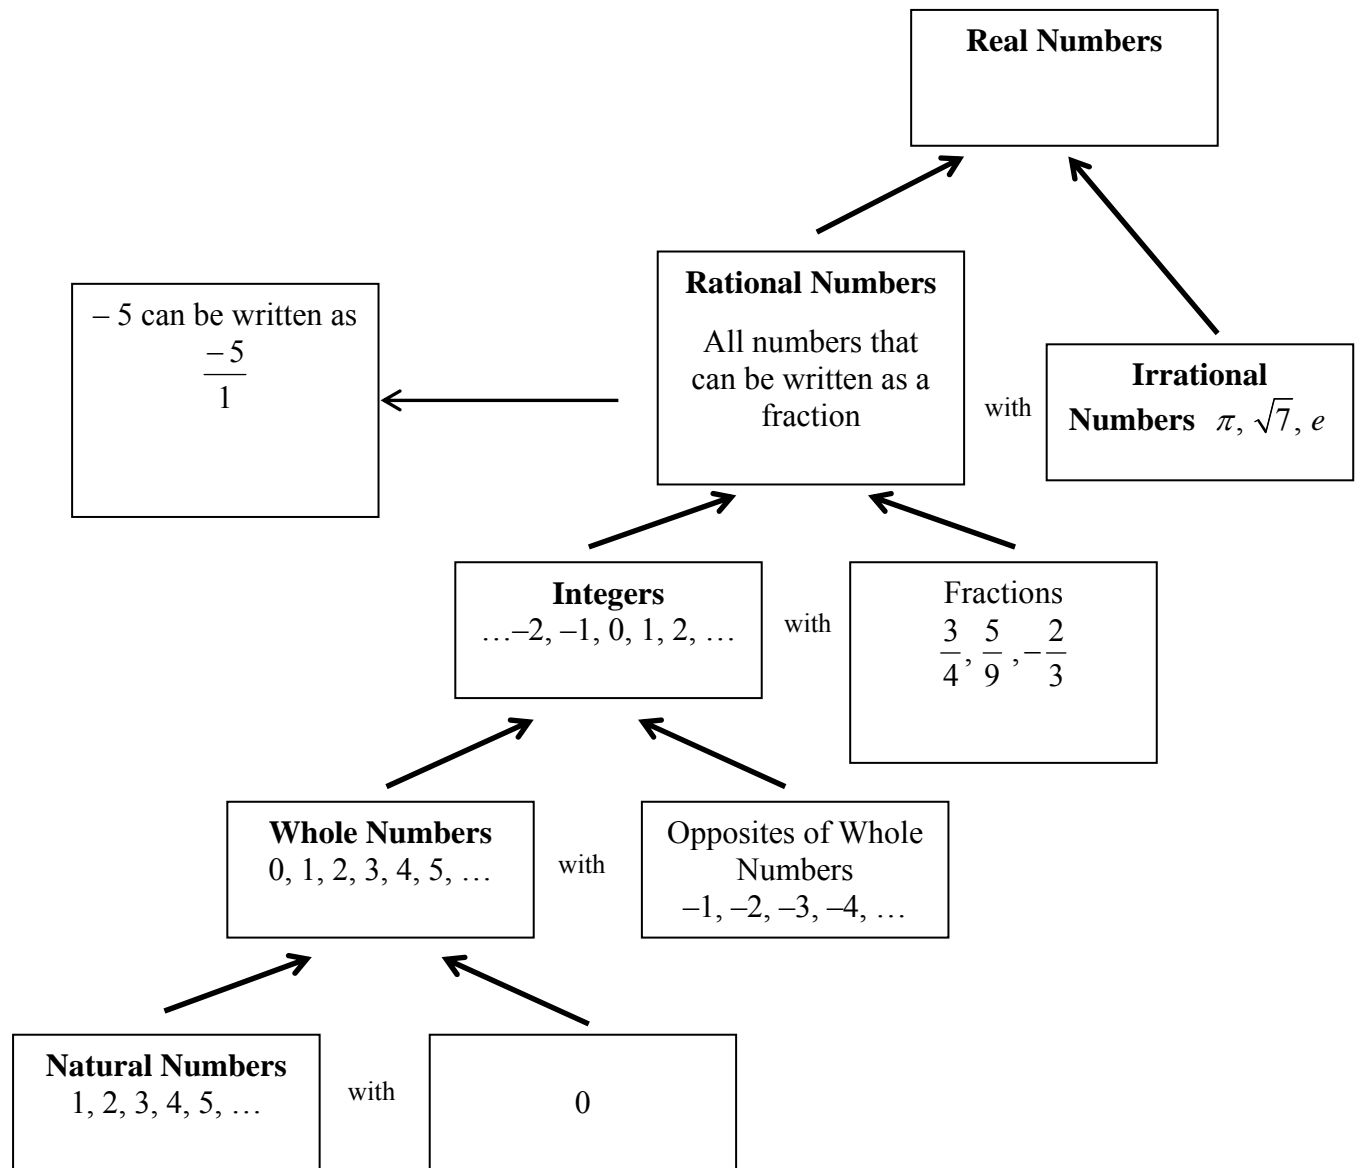 Real Numbers
Rational Numbers
All numbers that
can be written as a
fraction
– 5 can be written as
–5
1
with
Irrational
Numbers π, √7, e
Integers
…–2, –1, 0, 1, 2, …
with
Fractions
3/4, 5/9, –2/3
Whole Numbers
0, 1, 2, 3, 4, 5, …
with
Opposites of Whole
Numbers
–1, –2, –3, –4, …
Natural Numbers
1, 2, 3, 4, 5, …
with
0